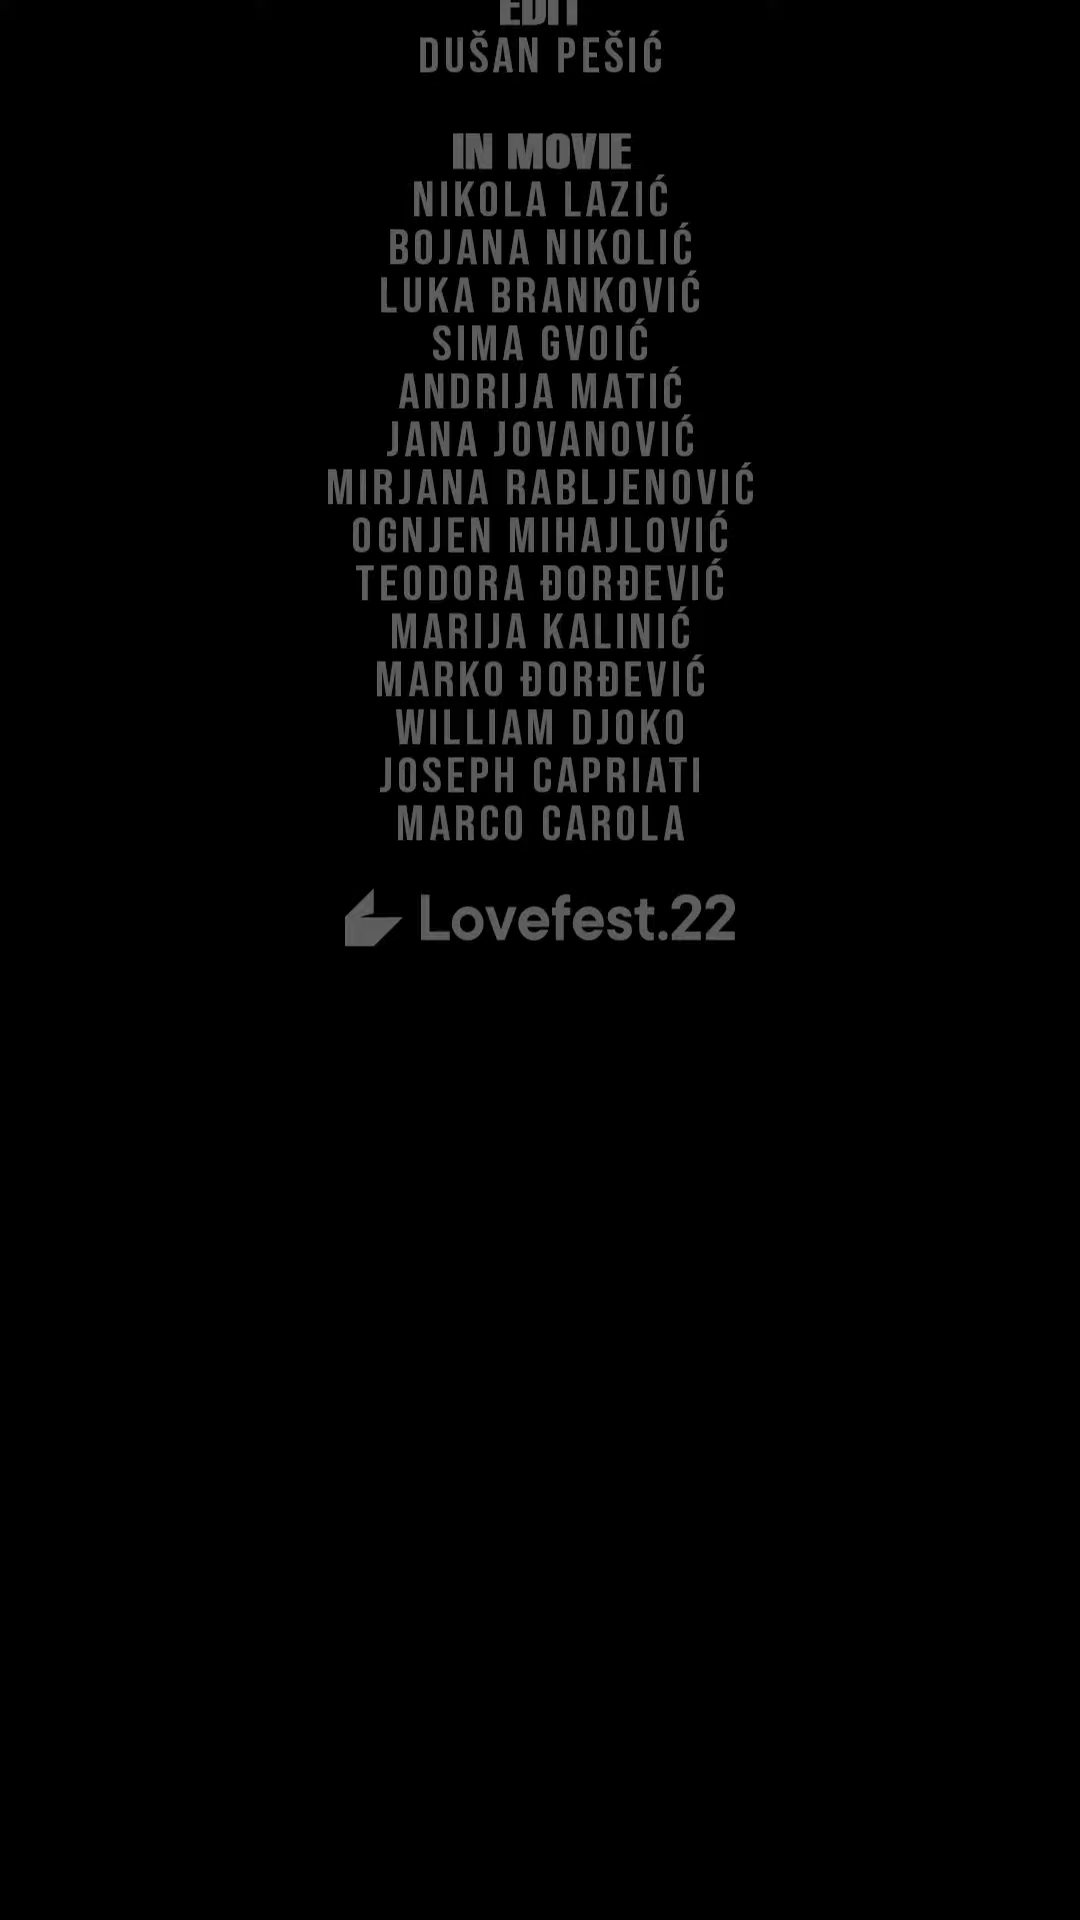 EDIT
DUŠAN PEŠIĆ
IN MOVIE
NIKOLA LAZIĆ
BOJANA NIKOLIĆ
LUKA BRANKOVIĆ
SIMA GVOIĆ
ANDRIJA MATIĆ
JANA JOVANOVIĆ
MIRJANA RABLJENOVIĆ
OGNJEN MIHAJLOVIĆ
TEODORA ĐORĐEVIĆ
MARIJA KALINIĆ
MARKO ĐORĐEVIĆ
WILLIAM DJOKO
JOSEPH CAPRIATI
MARCO CAROLA
Lovefest.22